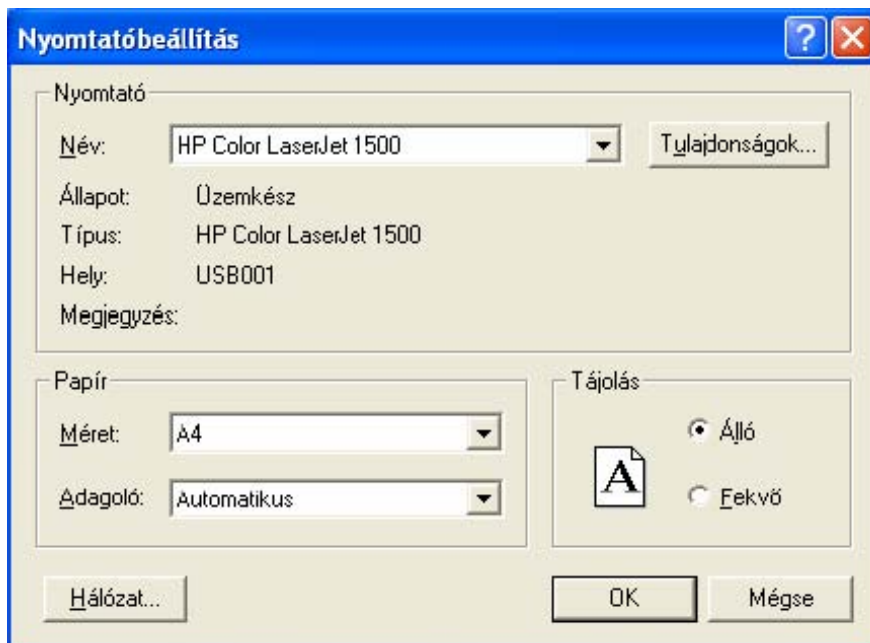 Nyomtatóbeállítás
Nyomtató
Név: HP Color LaserJet 1500 Tulajdonságok...
Állapot: Üzemkész
Típus: HP Color LaserJet 1500
Hely: USB001
Megjegyzés:
Papír
Méret: A4
Adagoló: Automatikus
Tájolás
A
Álló
Fekvő
Hálózat... OK Mégse